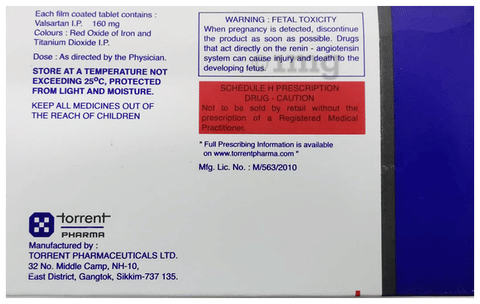 Each film coated tablet contains :
Valsartan I.P. 160 mg
Colours : Red Oxide of Iron and
Titanium Dioxide I.P.
Dose : As directed by the Physician.
STORE AT A TEMPERATURE NOT
EXCEEDING 25ºC, PROTECTED
FROM LIGHT AND MOISTURE.
KEEP ALL MEDICINES OUT OF
THE REACH OF CHILDREN
WARNING : FETAL TOXICITY
When pregnancy is detected, discontinue
the product as soon as possible. Drugs
that act directly on the renin - angiotensin
system can cause injury and death to the
developing fetus.
SCHEDULE H PRESCRIPTION
DRUG - CAUTION
Not to be sold by retail without the
prescription of a Registered Medical
Practitioner.
" Full Prescribing Information is available
on www.torrentpharma.com "
Mfg. Lic. No. : M/563/2010
torrent
PHARMA
Manufactured by :
TORRENT PHARMACEUTICALS LTD.
32 No. Middle Camp, NH-10,
East District, Gangtok, Sikkim-737 135.